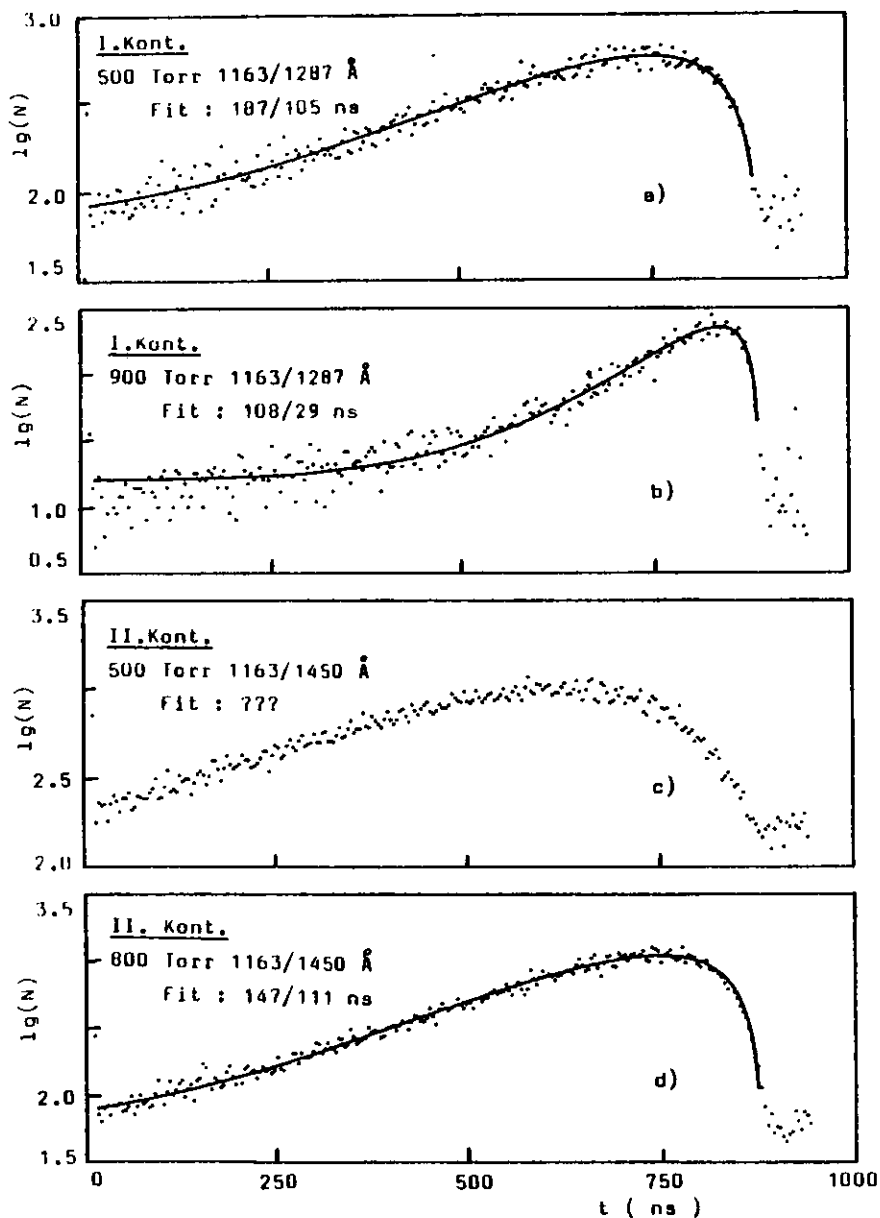 3.0
I.Kont.
500 Torr 1163/1287 Å
Fit : 187/105 ns
lg(N)
2.0
a)
1.5
2.5
I.Kont.
900 Torr 1163/1287 Å
Fit : 108/29 ns
lg(N)
1.0
b)
0.5
3.5
II.Kont.
500 Torr 1163/1450 Å
Fit : ???
lg(N)
2.5
c)
2.0
3.5
II. Kont.
800 Torr 1163/1450 Å
Fit : 147/111 ns
lg(N)
2.0
d)
1.5
0 250 500 750 1000
t ( ns )